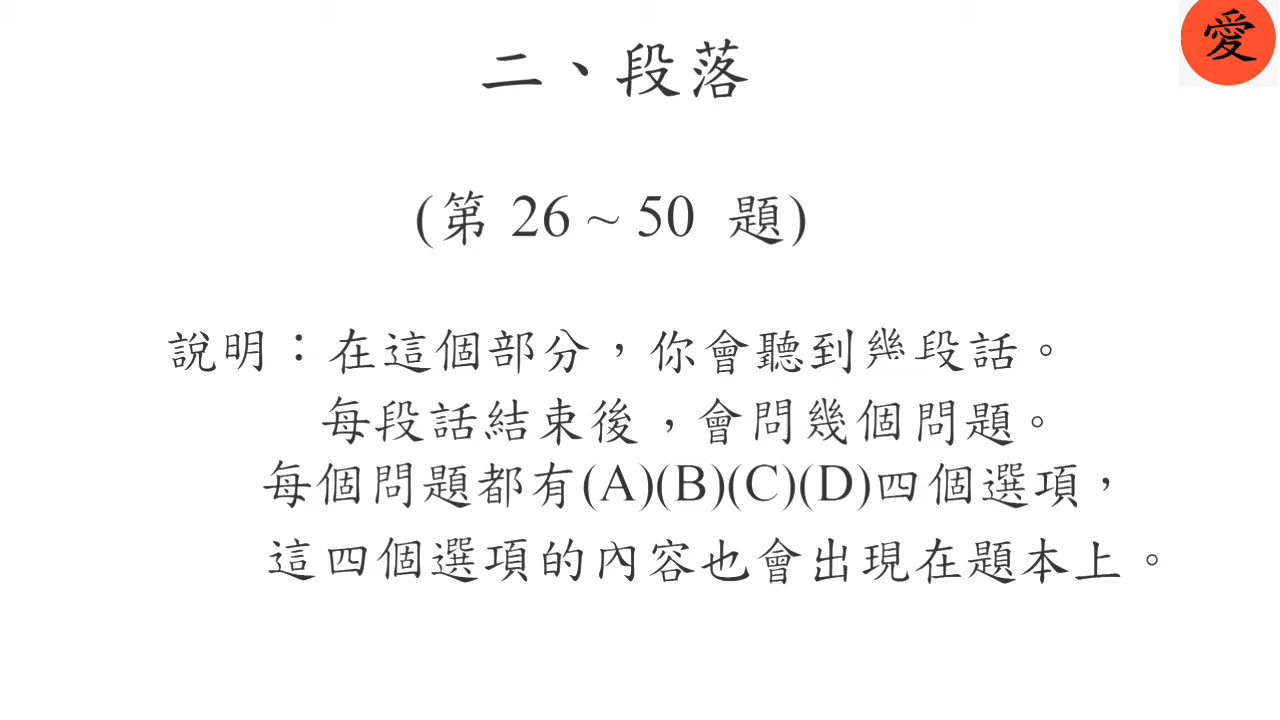 愛
二、段落
(第 26 ~ 50 題)
說明：在這個部分，你會聽到幾段話。
每段話結束後，會問幾個問題。
每個問題都有(A)(B)(C)(D)四個選項，
這四個選項的內容也會出現在題本上。